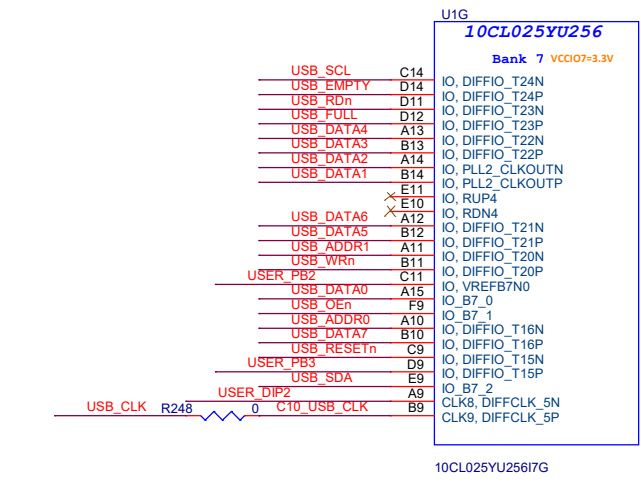 U1G
10CL025YU256
Bank 7 VCCIO7=3.3V
USB_SCL C14 IO, DIFFIO_T24N
USB_EMPTY D14 IO, DIFFIO_T24P
USB_RDn D11 IO, DIFFIO_T23N
USB_FULL D12 IO, DIFFIO_T23P
USB_DATA4 A13 IO, DIFFIO_T22N
USB_DATA3 B13 IO, DIFFIO_T22P
USB_DATA2 A14 IO, PLL2_CLKOUTN
USB_DATA1 B14 IO, PLL2_CLKOUTP
E11 IO, RUP4
E10 IO, RDN4
USB_DATA6 A12 IO, DIFFIO_T21N
USB_DATA5 B12 IO, DIFFIO_T21P
USB_ADDR1 A11 IO, DIFFIO_T20N
USB_WRn B11 IO, DIFFIO_T20P
USER_PB2 C11 IO, VREFB7N0
USB_DATA0 A15 IO_B7_0
USB_OEn F9 IO_B7_1
USB_ADDR0 A10 IO, DIFFIO_T16N
USB_DATA7 B10 IO, DIFFIO_T16P
USB_RESETn C9 IO, DIFFIO_T15N
USER_PB3 D9 IO, DIFFIO_T15P
USB_SDA E9 IO_B7_2
USER_DIP2 A9 CLK8, DIFFCLK_5N
USB_CLK R248 0 C10_USB_CLK B9 CLK9, DIFFCLK_5P
10CL025YU256I7G